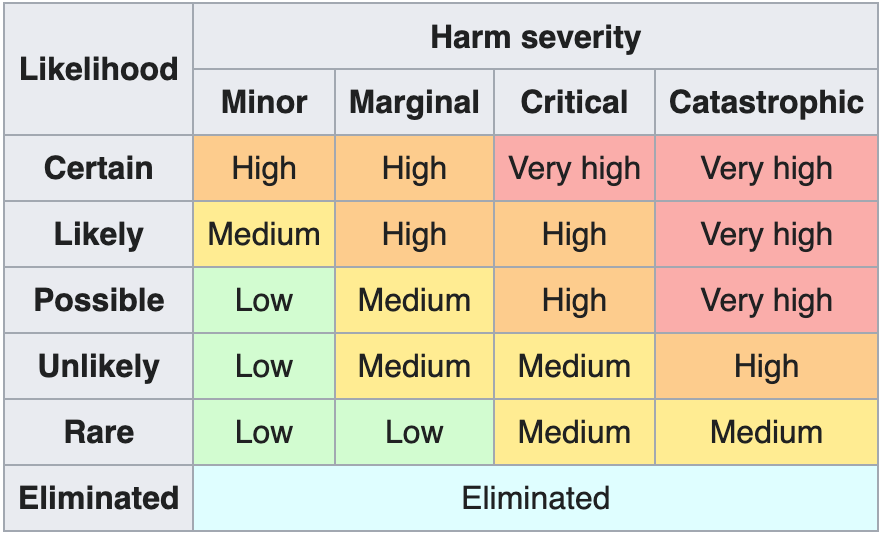 Likelihood Harm severity
Minor Marginal Critical Catastrophic
Certain High High Very high Very high
Likely Medium High High Very high
Possible Low Medium High Very high
Unlikely Low Medium Medium High
Rare Low Low Medium Medium
Eliminated Eliminated